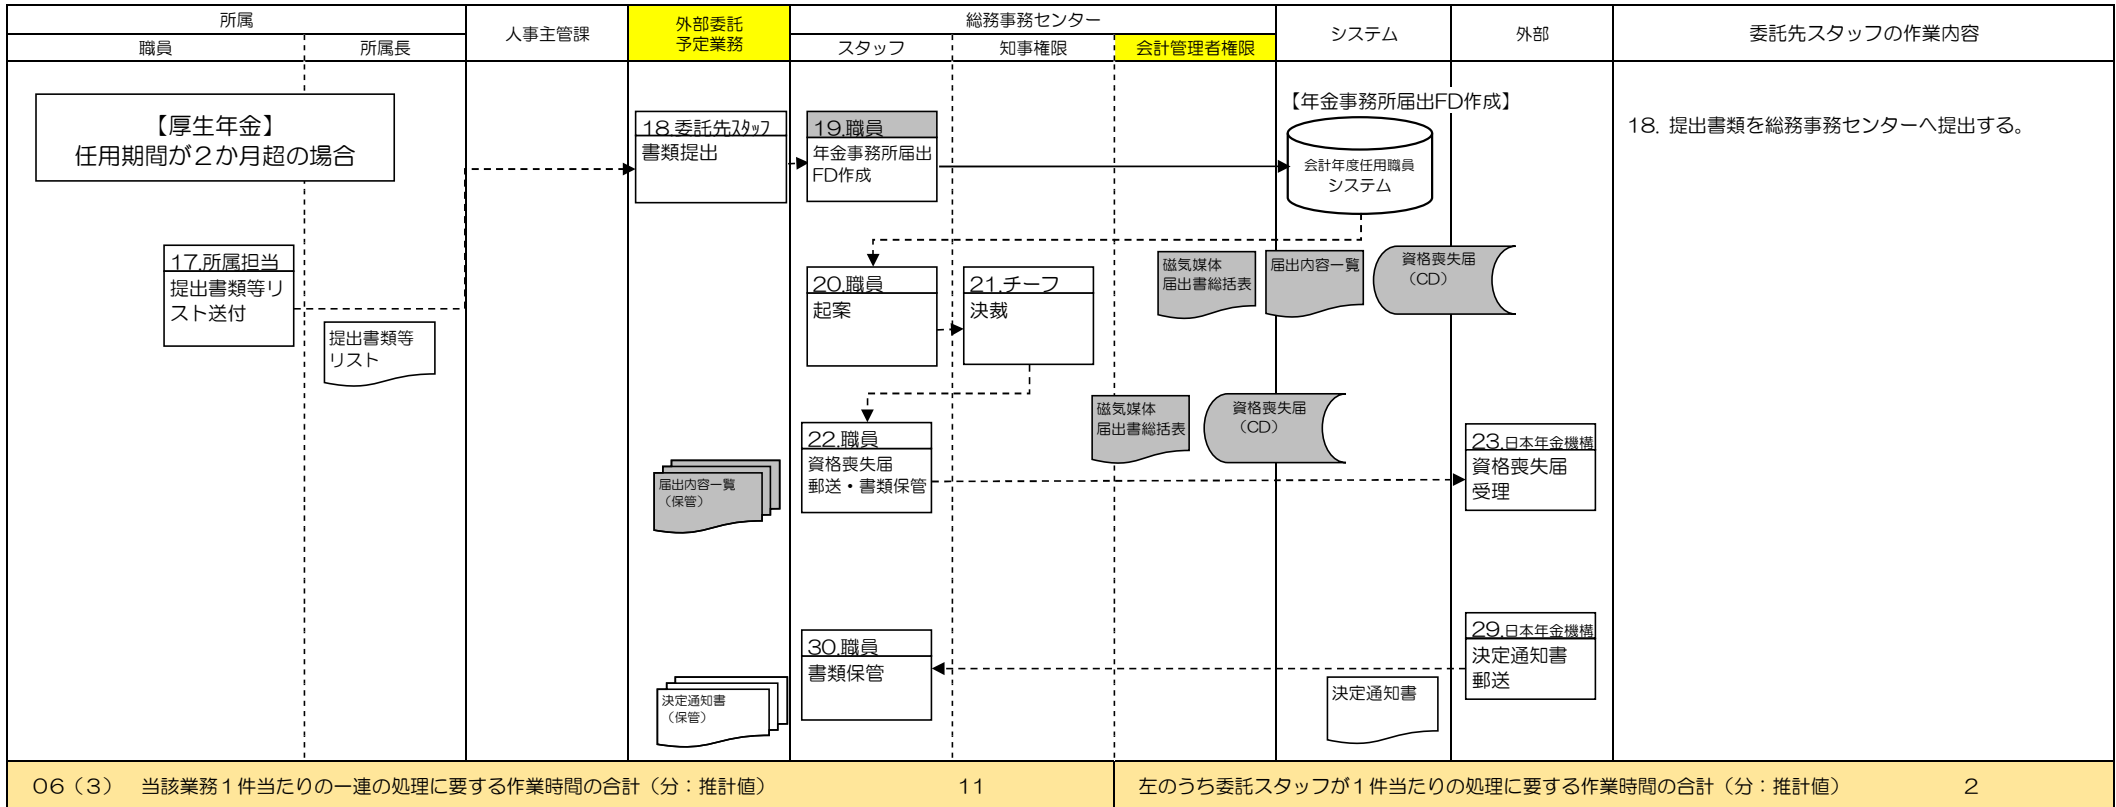 所属
人事主管課
外部委託
予定業務
総務事務センター
システム
外部
委託先スタッフの作業内容
職員
所属長
スタッフ
知事権限
会計管理者権限
【厚生年金】
任用期間が２か月超の場合
17.所属担当
提出書類等リ
スト送付
提出書類等
リスト
18.委託先ｽﾀｯﾌ
書類提出
19.職員
年金事務所届出
FD作成
【年金事務所届出FD作成】
会計年度任用職員
システム
18. 提出書類を総務事務センターへ提出する。
20.職員
起案
21.チーフ
決裁
磁気媒体
届出書総括表
届出内容一覧
資格喪失届
（CD）
22.職員
資格喪失届
郵送・書類保管
届出内容一覧
（保管）
磁気媒体
届出書総括表
資格喪失届
（CD）
23.日本年金機構
資格喪失届
受理
29.日本年金機構
決定通知書
郵送
決定通知書
30.職員
書類保管
決定通知書
（保管）
０６（３）　当該業務１件当たりの一連の処理に要する作業時間の合計（分：推計値）　11
左のうち委託スタッフが１件当たりの処理に要する作業時間の合計（分：推計値）　2